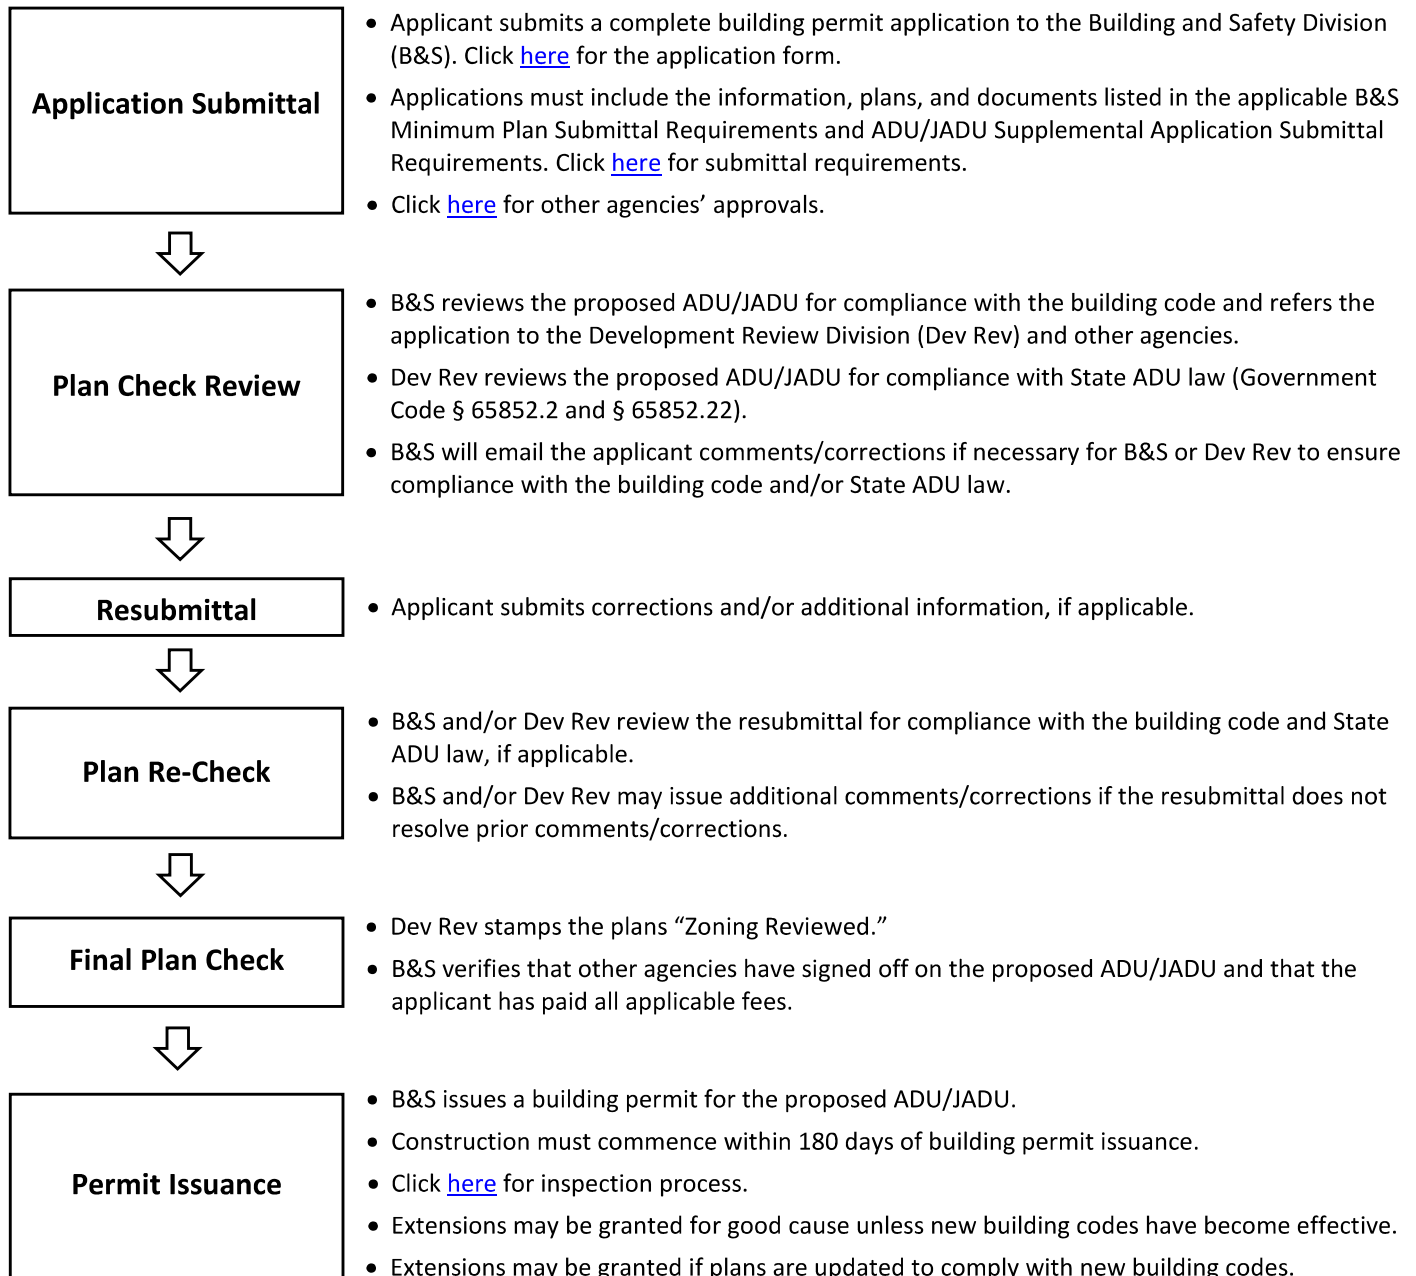 Application Submittal
• Applicant submits a complete building permit application to the Building and Safety Division
(B&S). Click here for the application form.
• Applications must include the information, plans, and documents listed in the applicable B&S
Minimum Plan Submittal Requirements and ADU/JADU Supplemental Application Submittal
Requirements. Click here for submittal requirements.
• Click here for other agencies’ approvals.
Plan Check Review
• B&S reviews the proposed ADU/JADU for compliance with the building code and refers the
application to the Development Review Division (Dev Rev) and other agencies.
• Dev Rev reviews the proposed ADU/JADU for compliance with State ADU law (Government
Code § 65852.2 and § 65852.22).
• B&S will email the applicant comments/corrections if necessary for B&S or Dev Rev to ensure
compliance with the building code and/or State ADU law.
Resubmittal
• Applicant submits corrections and/or additional information, if applicable.
Plan Re-Check
• B&S and/or Dev Rev review the resubmittal for compliance with the building code and State
ADU law, if applicable.
• B&S and/or Dev Rev may issue additional comments/corrections if the resubmittal does not
resolve prior comments/corrections.
Final Plan Check
• Dev Rev stamps the plans “Zoning Reviewed.”
• B&S verifies that other agencies have signed off on the proposed ADU/JADU and that the
applicant has paid all applicable fees.
Permit Issuance
• B&S issues a building permit for the proposed ADU/JADU.
• Construction must commence within 180 days of building permit issuance.
• Click here for inspection process.
• Extensions may be granted for good cause unless new building codes have become effective.
• Extensions may be granted if plans are updated to comply with new building codes.